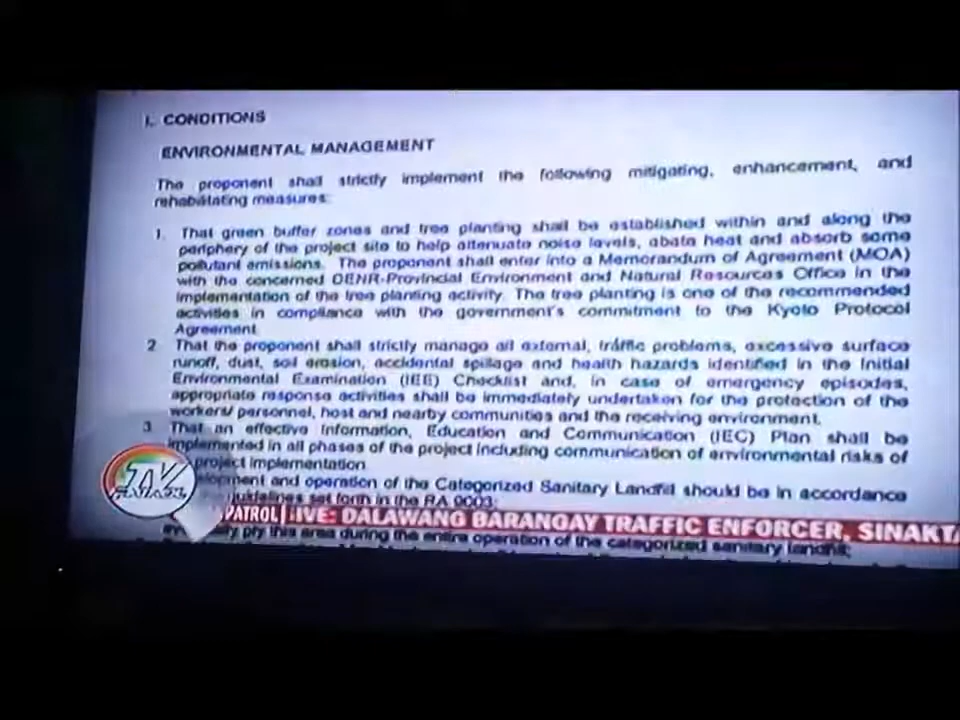 I. CONDITIONS
ENVIRONMENTAL MANAGEMENT
The proponent shall strictly implement the following mitigating, enhancement, and
rehabilitating measures:
1. That green buffer zones and tree planting shall be established within and along the
periphery of the project site to help attenuate noise levels, abate heat and absorb some
pollutant emissions. The proponent shall enter into a Memorandum of Agreement (MOA)
with the concerned DENR-Provincial Environment and Natural Resources Office in the
implementation of the tree planting activity. The tree planting is one of the recommended
activities in compliance with the government's commitment to the Kyoto Protocol
Agreement.
2 That the proponent shall strictly manage all external, traffic problems, excessive surface
runoff, dust, soil erosion, accidental spillage and health hazards identified in the Initial
Environmental Examination (IEE) Checklist and, in case of emergency episodes,
appropriate response activities shall be immediately undertaken for the protection of the
workers/ personnel, host and nearby communities and the receiving environment.
3 That an effective Information, Education and Communication (IEC) Plan shall be
implemented in all phases of the project including communication of environmental risks of
project implementation
and operation of the Categorized Sanitary Landfill should be in accordance
guidelines set forth in the RA 9003;
TV PATROL
PATROL | IVE: DALAWANG BARANGAY TRAFFIC ENFORCER, SINAKTA
ply this area during the entire operation of the categorized sanitary landfill;